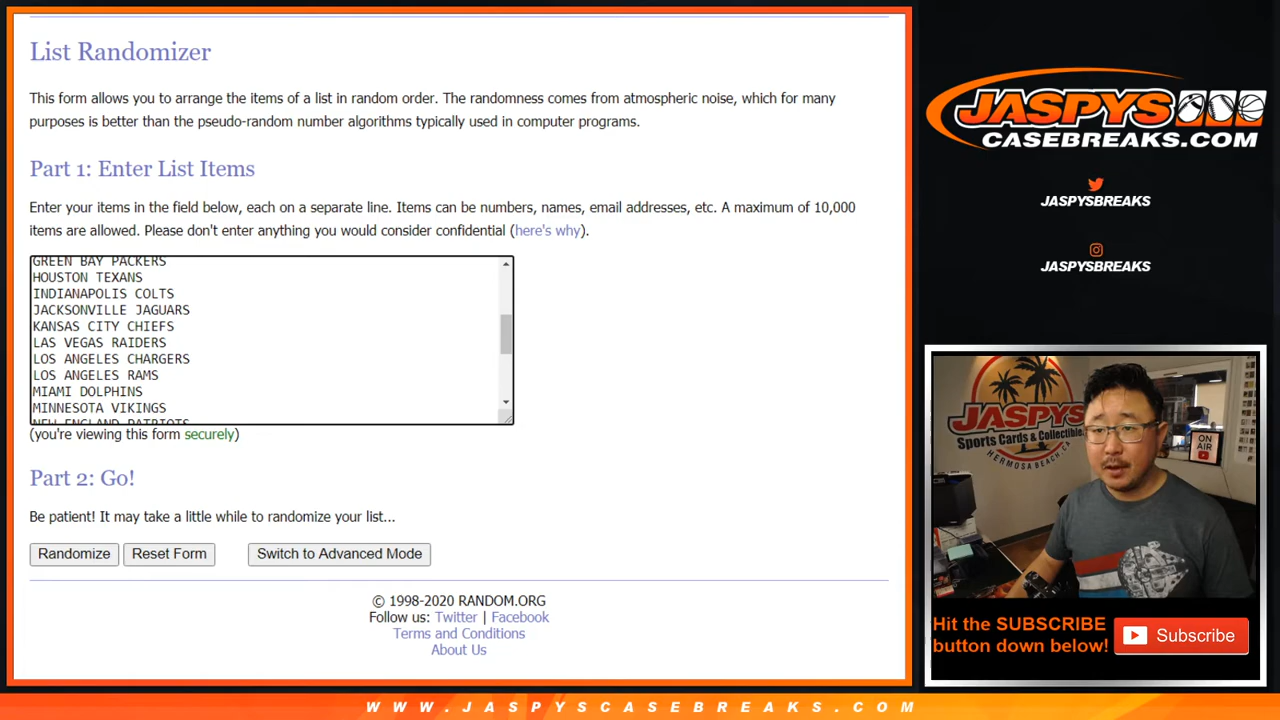 List Randomizer
This form allows you to arrange the items of a list in random order. The randomness comes from atmospheric noise, which for many
purposes is better than the pseudo-random number algorithms typically used in computer programs.
Part 1: Enter List Items
Enter your items in the field below, each on a separate line. Items can be numbers, names, email addresses, etc. A maximum of 10,000
items are allowed. Please don't enter anything you would consider confidential (here's why).
GREEN BAY PACKERS
HOUSTON TEXANS
INDIANAPOLIS COLTS
JACKSONVILLE JAGUARS
KANSAS CITY CHIEFS
LAS VEGAS RAIDERS
LOS ANGELES CHARGERS
LOS ANGELES RAMS
MIAMI DOLPHINS
MINNESOTA VIKINGS
NEW ENGLAND PATRIOTS
(you're viewing this form securely)
Part 2: Go!
Be patient! It may take a little while to randomize your list...
Randomize
Reset Form
Switch to Advanced Mode
© 1998-2020 RANDOM.ORG
Follow us: Twitter | Facebook
Terms and Conditions
About Us
JASPYS
CASEBREAKS.COM
JASPYSBREAKS
JASPYSBREAKS
JASPYS
Sports Cards & Collectibles
HERMOSA BEACH, CA
ON
AIR
Hit the SUBSCRIBE
button down below!
Subscribe
WWW.JASPYSCASEBREAKS.COM